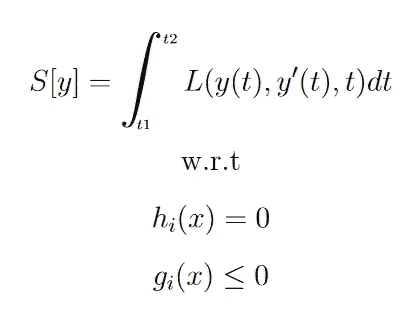 S[y] = ∫_{t1}^{t2} L(y(t), y′(t), t)dt
w.r.t
h_i(x) = 0
g_i(x) ≤ 0